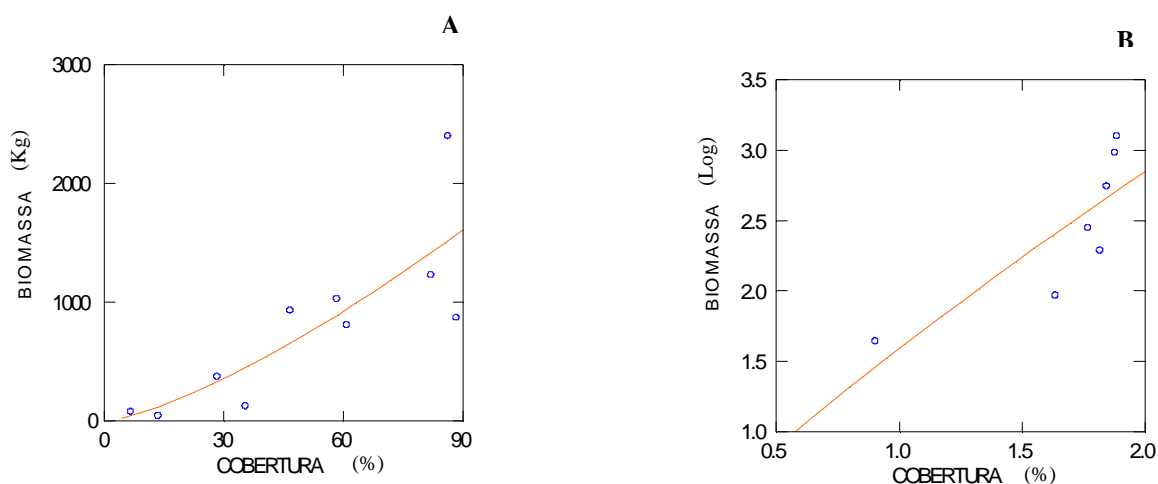 A
3000
2000
1000
0
BIOMASSA (Kg)
0 30 60 90
COBERTURA (%)
B
3.5
3.0
2.5
2.0
1.5
1.0
BIOMASSA (Log)
0.5 1.0 1.5 2.0
COBERTURA (%)